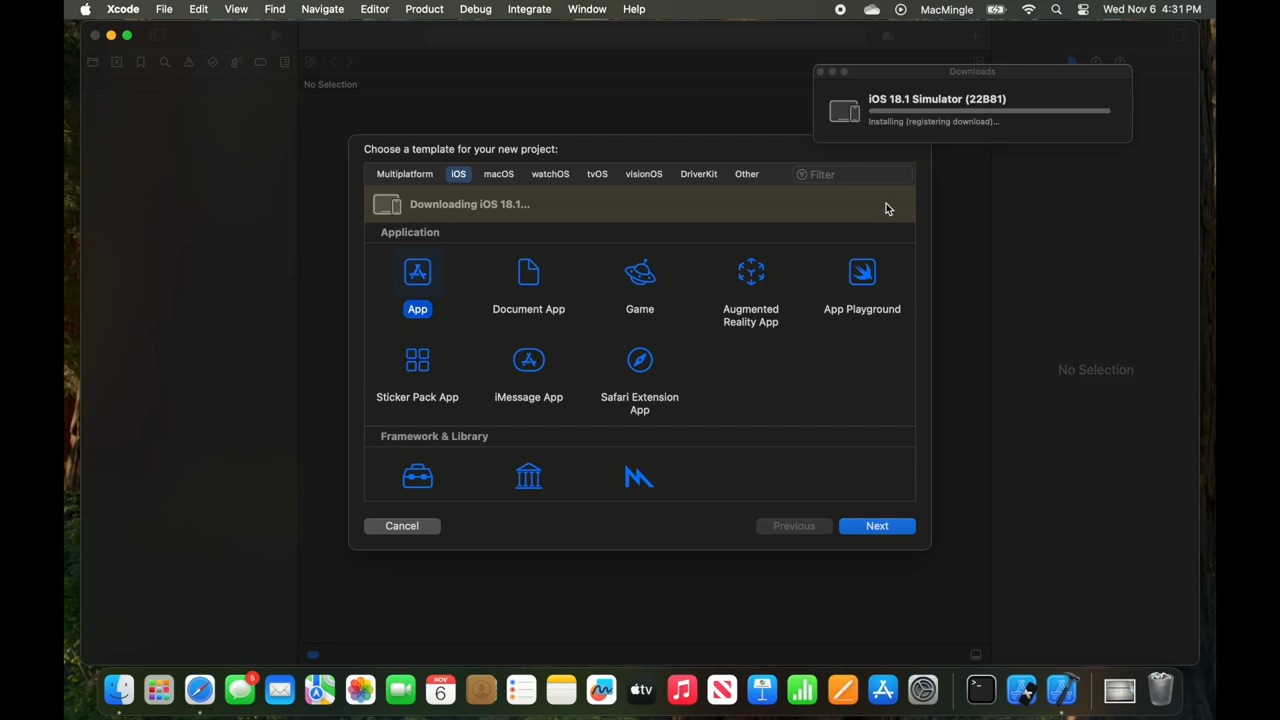 Xcode File Edit View Find Navigate Editor Product Debug Integrate Window Help MacMingle Wed Nov 6 4:31 PM
No Selection
Downloads
iOS 18.1 Simulator (22B81)
Installing (registering download)...
Choose a template for your new project:
Multiplatform iOS macOS watchOS tvOS visionOS DriverKit Other Filter
Downloading iOS 18.1...
Application
App Document App Game Augmented Reality App App Playground
Sticker Pack App iMessage App Safari Extension App
No Selection
Framework & Library
Cancel Previous Next
5
NOV
6
tv